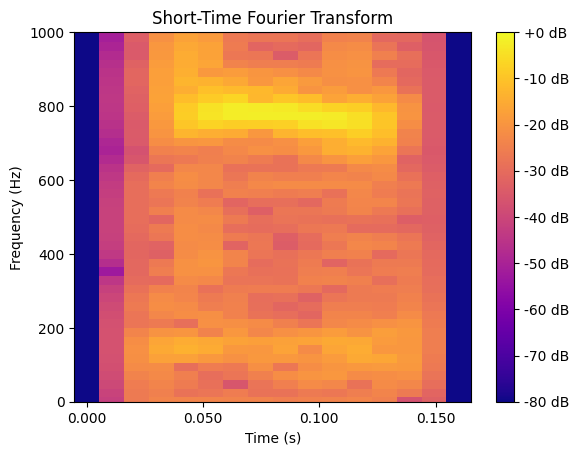 Short-Time Fourier Transform
1000
800
600
400
200
0
Frequency (Hz)
0.000
0.050
0.100
0.150
Time (s)
+0 dB
-10 dB
-20 dB
-30 dB
-40 dB
-50 dB
-60 dB
-70 dB
-80 dB